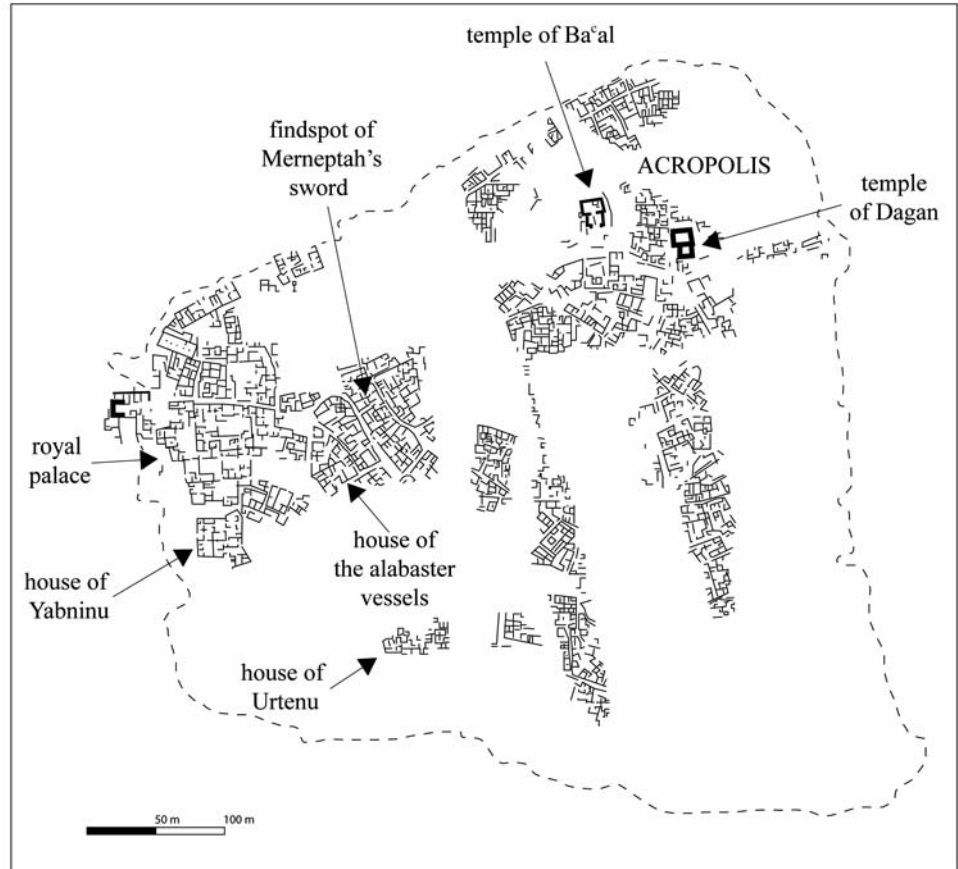 temple of Baᶜal
findspot of
Merneptah's
sword
ACROPOLIS
temple
of Dagan
royal
palace
house of
the alabaster
vessels
house of
Yabninu
house of
Urtenu
50 m
100 m